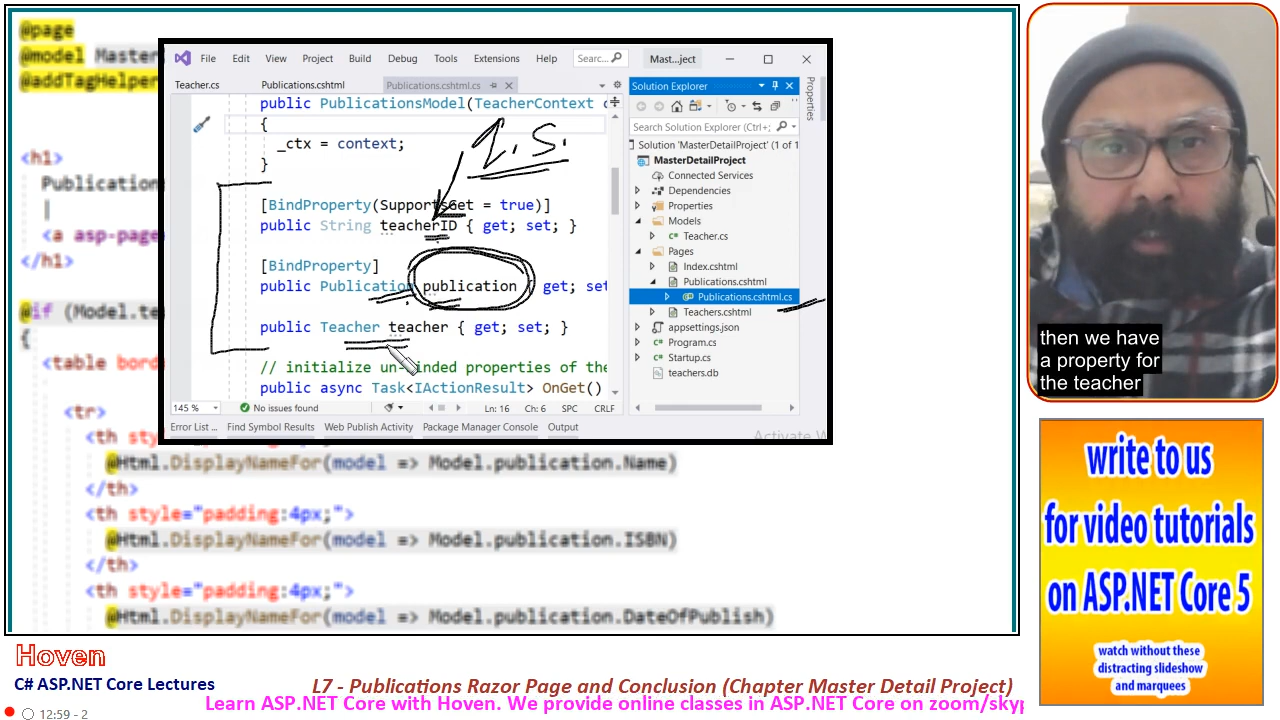 @page
@model Master
@addTagHelper
<h1>
Publication
<a asp-page
</h1>
@if (Model.te
{
<table bord
<tr>
<th sty
@Html.DisplayNameFor(model => Model.publication.Name)
</th>
<th style="padding:4px;">
@Html.DisplayNameFor(model => Model.publication.ISBN)
</th>
<th style="padding:4px;">
@Html.DisplayNameFor(model => Model.publication.DateOfPublish)
File Edit View Project Build Debug Tools Extensions Help Searc... Mast...ject
Teacher.cs Publications.cshtml Publications.cshtml.cs
public PublicationsModel(TeacherContext c
{
_ctx = context;
}
Q.S.
[BindProperty(SupportsGet = true)]
public String teacherID { get; set; }
[BindProperty]
public Publication publication { get; set
public Teacher teacher { get; set; }
// initialize un-binded properties of the
public async Task<IActionResult> OnGet()
145 % No issues found Ln: 16 Ch: 6 SPC CRLF
Error List ... Find Symbol Results Web Publish Activity Package Manager Console Output
Solution Explorer
Search Solution Explorer (Ctrl+;
Solution 'MasterDetailProject' (1 of 1
MasterDetailProject
Connected Services
Dependencies
Properties
Models
Teacher.cs
Pages
Index.cshtml
Publications.cshtml
Publications.cshtml.cs
Teachers.cshtml
appsettings.json
Program.cs
Startup.cs
teachers.db
Properties
Activate W
then we have
a property for
the teacher
write to us
for video tutorials
on ASP.NET Core 5
watch without these
distracting slideshow
and marquees
Hoven
C# ASP.NET Core Lectures
L7 - Publications Razor Page and Conclusion (Chapter Master Detail Project)
Learn ASP.NET Core with Hoven. We provide online classes in ASP.NET Core on zoom/skyp
12:59 - 2